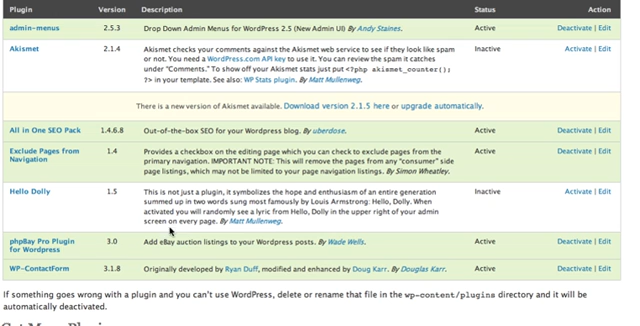 Plugin Version Description Status Action
admin-menus 2.5.3 Drop Down Admin Menus for WordPress 2.5 (New Admin UI) By Andy Staines. Active Deactivate | Edit
Akismet 2.1.4 Akismet checks your comments against the Akismet web service to see if they look like spam Inactive Activate | Edit
or not. You need a WordPress.com API key to use it. You can review the spam it catches
under "Comments." To show off your Akismet stats just put <?php akismet_counter();
?> in your template. See also: WP Stats plugin. By Matt Mullenweg.
There is a new version of Akismet available. Download version 2.1.5 here or upgrade automatically.
All in One SEO Pack 1.4.6.8 Out-of-the-box SEO for your Wordpress blog. By uberdose. Active Deactivate | Edit
Exclude Pages from 1.4 Provides a checkbox on the editing page which you can check to exclude pages from the Active Deactivate | Edit
Navigation primary navigation. IMPORTANT NOTE: This will remove the pages from any "consumer" side
page listings, which may not be limited to your page navigation listings. By Simon Wheatley.
Hello Dolly 1.5 This is not just a plugin, it symbolizes the hope and enthusiasm of an entire generation Inactive Activate | Edit
summed up in two words sung most famously by Louis Armstrong: Hello, Dolly. When
activated you will randomly see a lyric from Hello, Dolly in the upper right of your admin
screen on every page. By Matt Mullenweg.
phpBay Pro Plugin 3.0 Add eBay auction listings to your Wordpress posts. By Wade Wells. Active Deactivate | Edit
for Wordpress
WP-ContactForm 3.1.8 Originally developed by Ryan Duff, modified and enhanced by Doug Karr. By Douglas Karr. Active Deactivate | Edit
If something goes wrong with a plugin and you can't use WordPress, delete or rename that file in the wp-content/plugins directory and it will be
automatically deactivated.